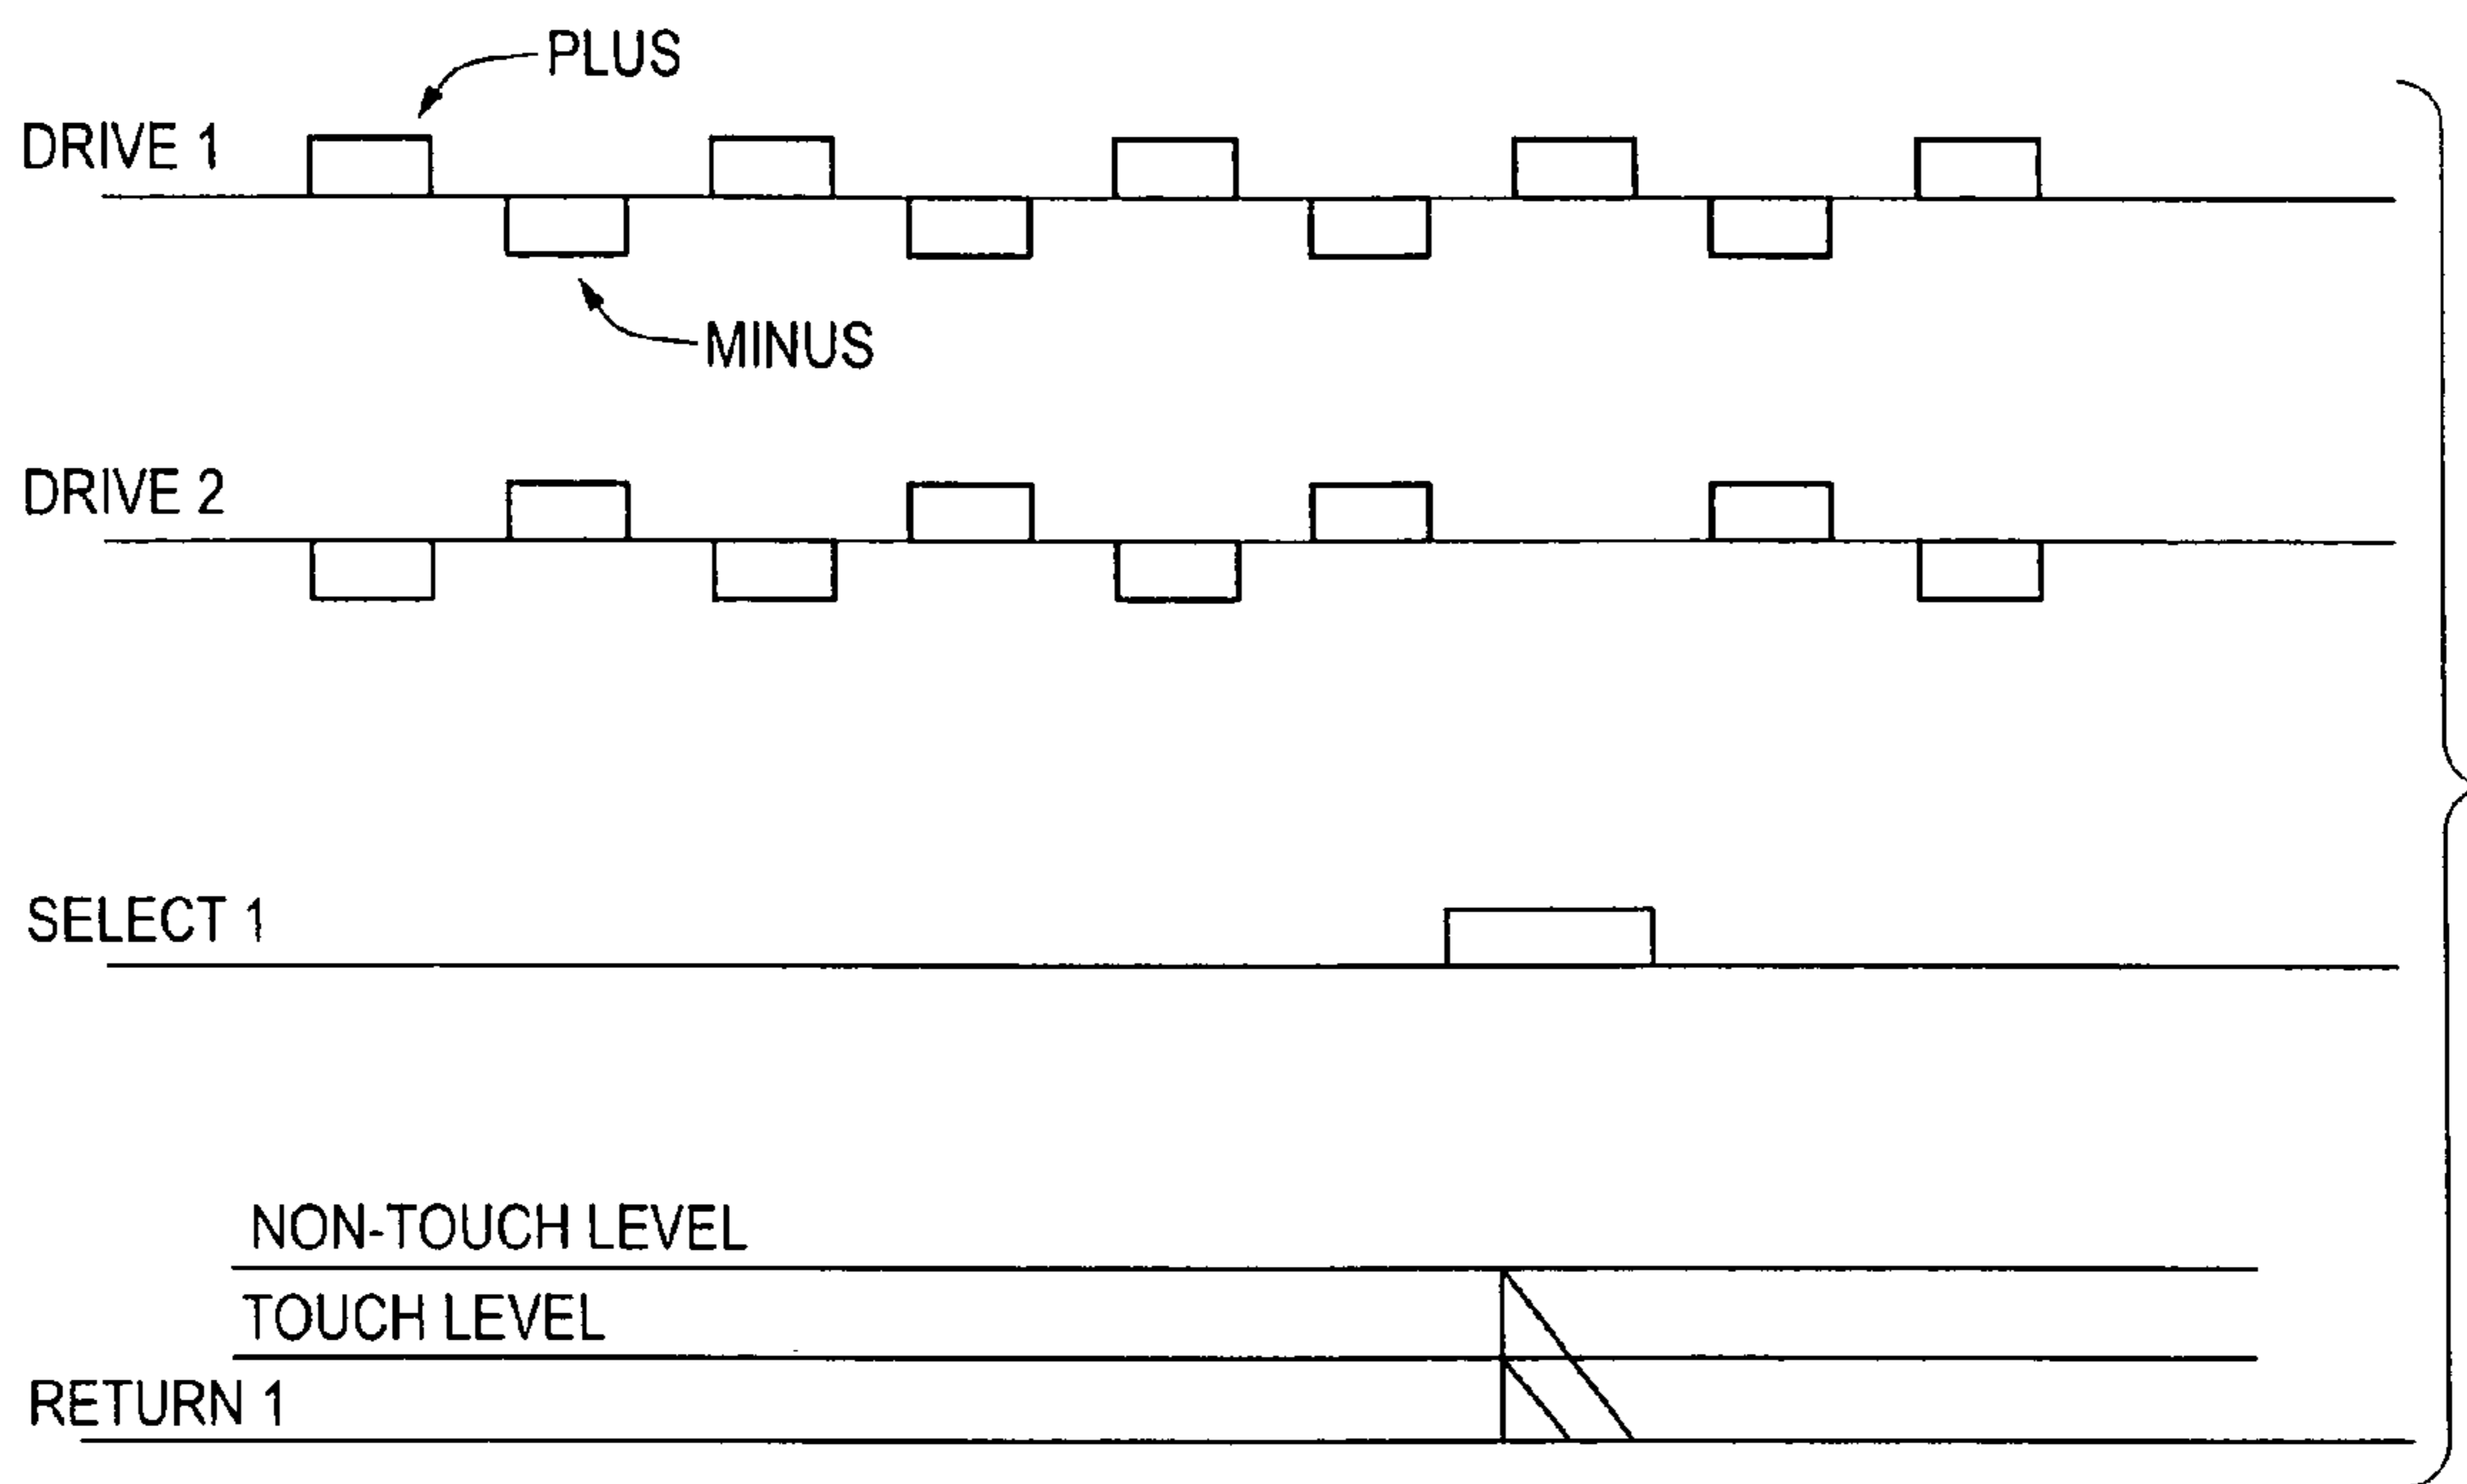 PLUS
DRIVE 1
MINUS
DRIVE 2
SELECT 1
NON-TOUCH LEVEL
TOUCH LEVEL
RETURN 1